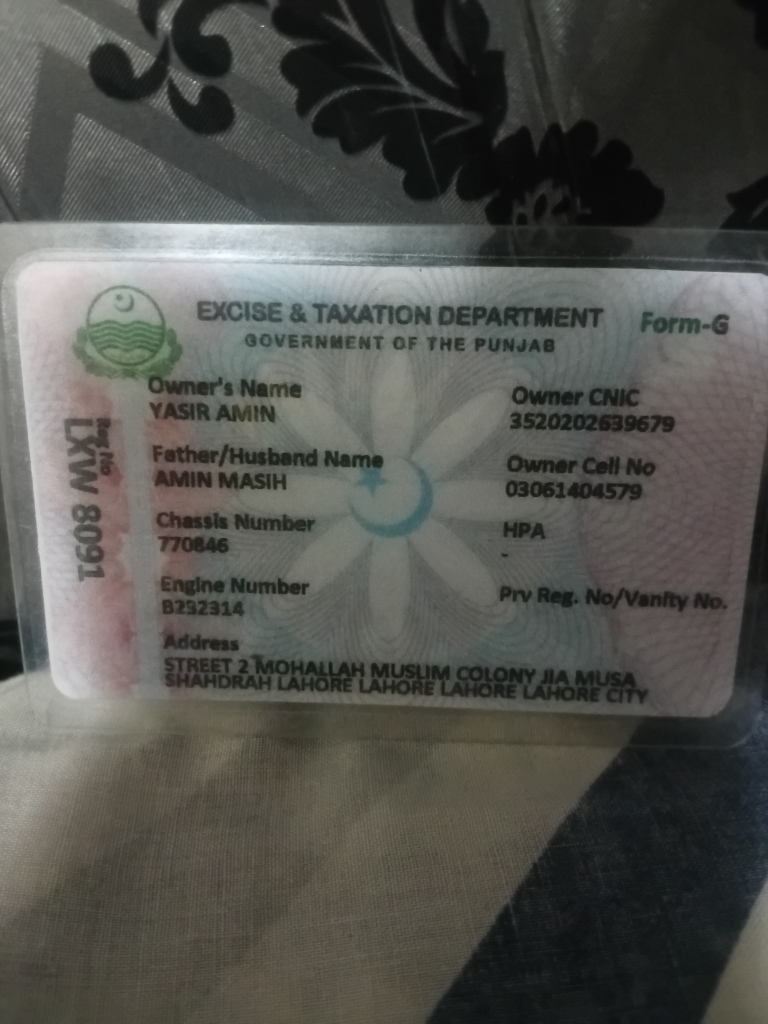 EXCISE & TAXATION DEPARTMENT
GOVERNMENT OF THE PUNJAB
Form-G
Reg No
LXW 8091
Owner's Name
YASIR AMIN
Owner CNIC
3520202639679
Father/Husband Name
AMIN MASIH
Owner Cell No
03061404579
Chassis Number
770846
HPA
-
Engine Number
B232314
Prv Reg. No/Vanity No.
Address
STREET 2 MOHALLAH MUSLIM COLONY JIA MUSA
SHAHDRAH LAHORE LAHORE LAHORE LAHORE CITY